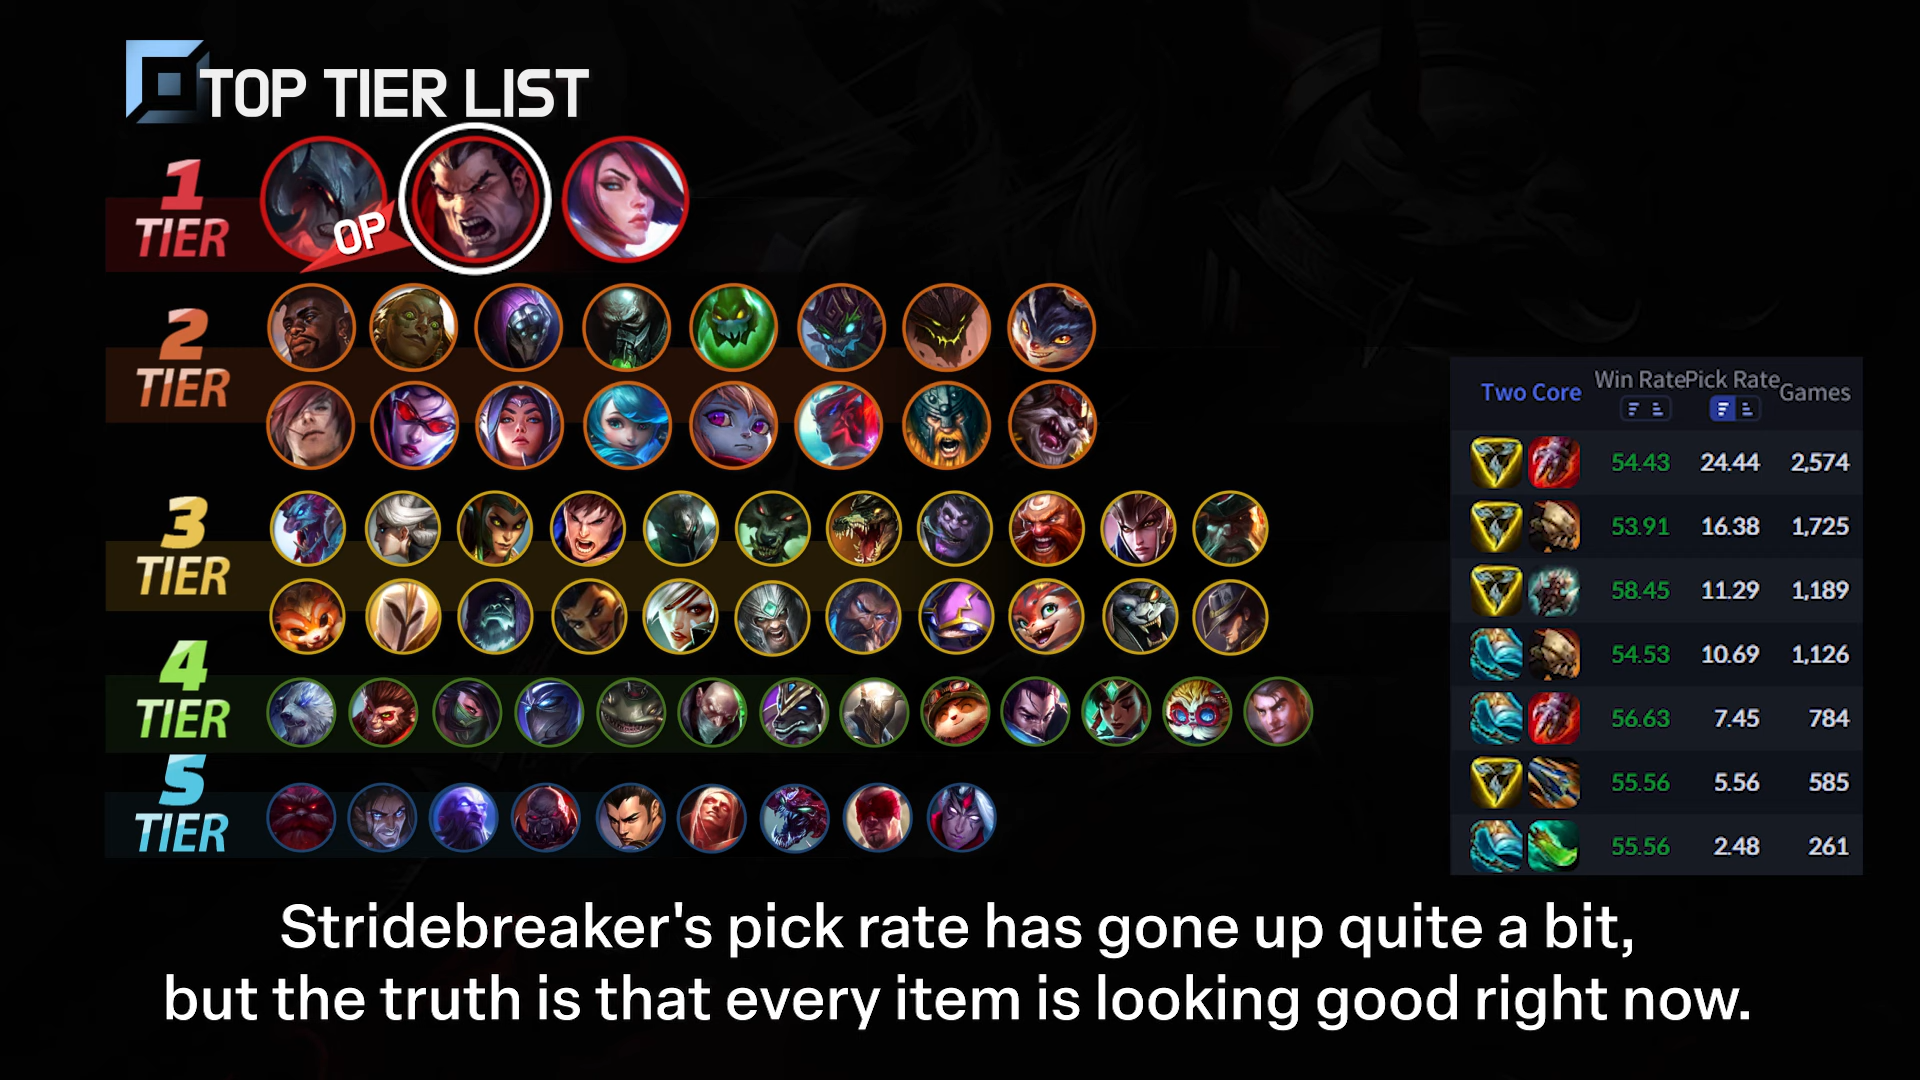 TOP TIER LIST
1
TIER
OP
2
TIER
3
TIER
4
TIER
5
TIER
Two Core Win Rate Pick Rate Games
54.43 24.44 2,574
53.91 16.38 1,725
58.45 11.29 1,189
54.53 10.69 1,126
56.63 7.45 784
55.56 5.56 585
55.56 2.48 261
Stridebreaker's pick rate has gone up quite a bit,
but the truth is that every item is looking good right now.